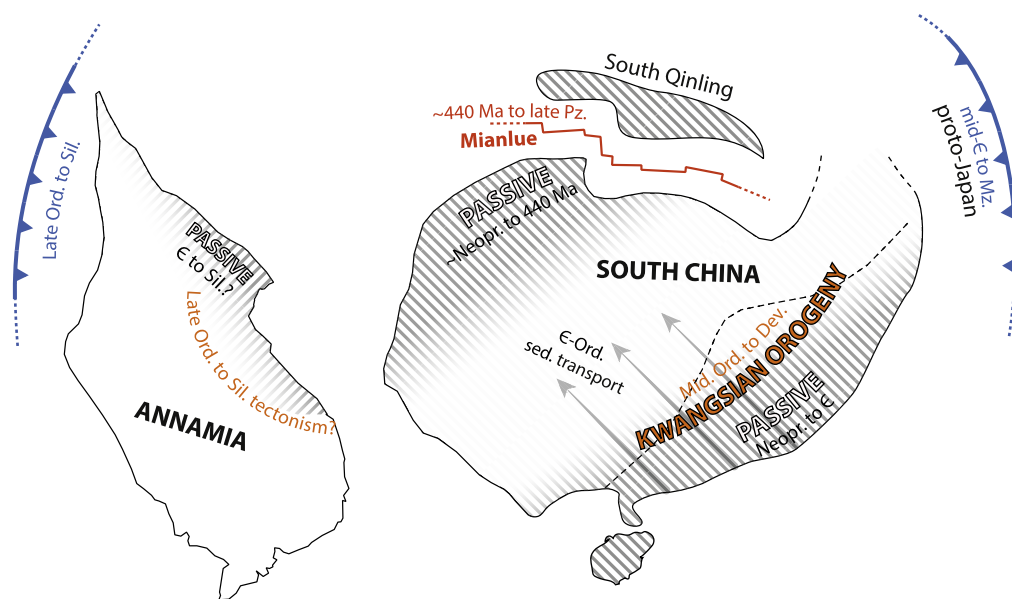 South Qinling
~440 Ma to late Pz.
Mianlue
mid-Є to Mz.
proto-Japan
Late Ord. to Sil.
PASSIVE
~Neopr. to 440 Ma
PASSIVE
Є to Sil.?
SOUTH CHINA
Late Ord. to Sil. tectonism?
Є-Ord.
sed. transport
Mid. Ord. to Dev.
KWANGSIAN OROGENY
PASSIVE
Neopr. to Є
ANNAMIA